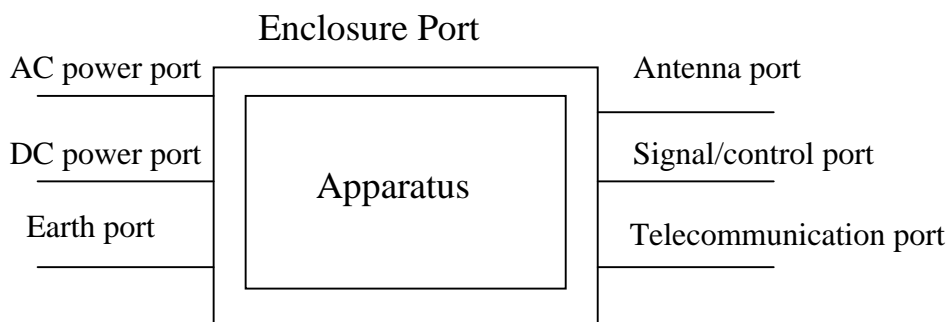 Enclosure Port
AC power port
Antenna port
DC power port
Signal/control port
Apparatus
Earth port
Telecommunication port